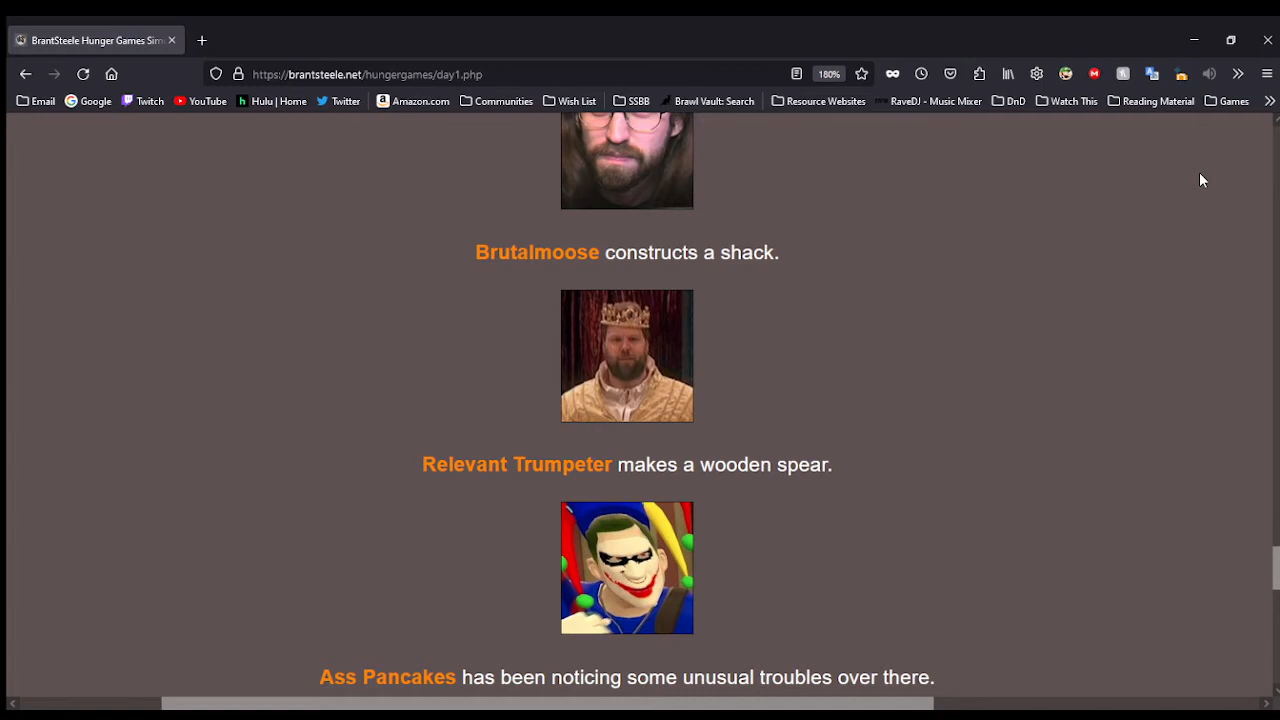 BrantSteele Hunger Games Sim
https://brantsteele.net/hungergames/day1.php
180%
Email Google Twitch YouTube Hulu | Home Twitter Amazon.com Communities Wish List SSBB Brawl Vault: Search Resource Websites RaveDJ - Music Mixer DnD Watch This Reading Material Games
Brutalmoose constructs a shack.
Relevant Trumpeter makes a wooden spear.
Ass Pancakes has been noticing some unusual troubles over there.